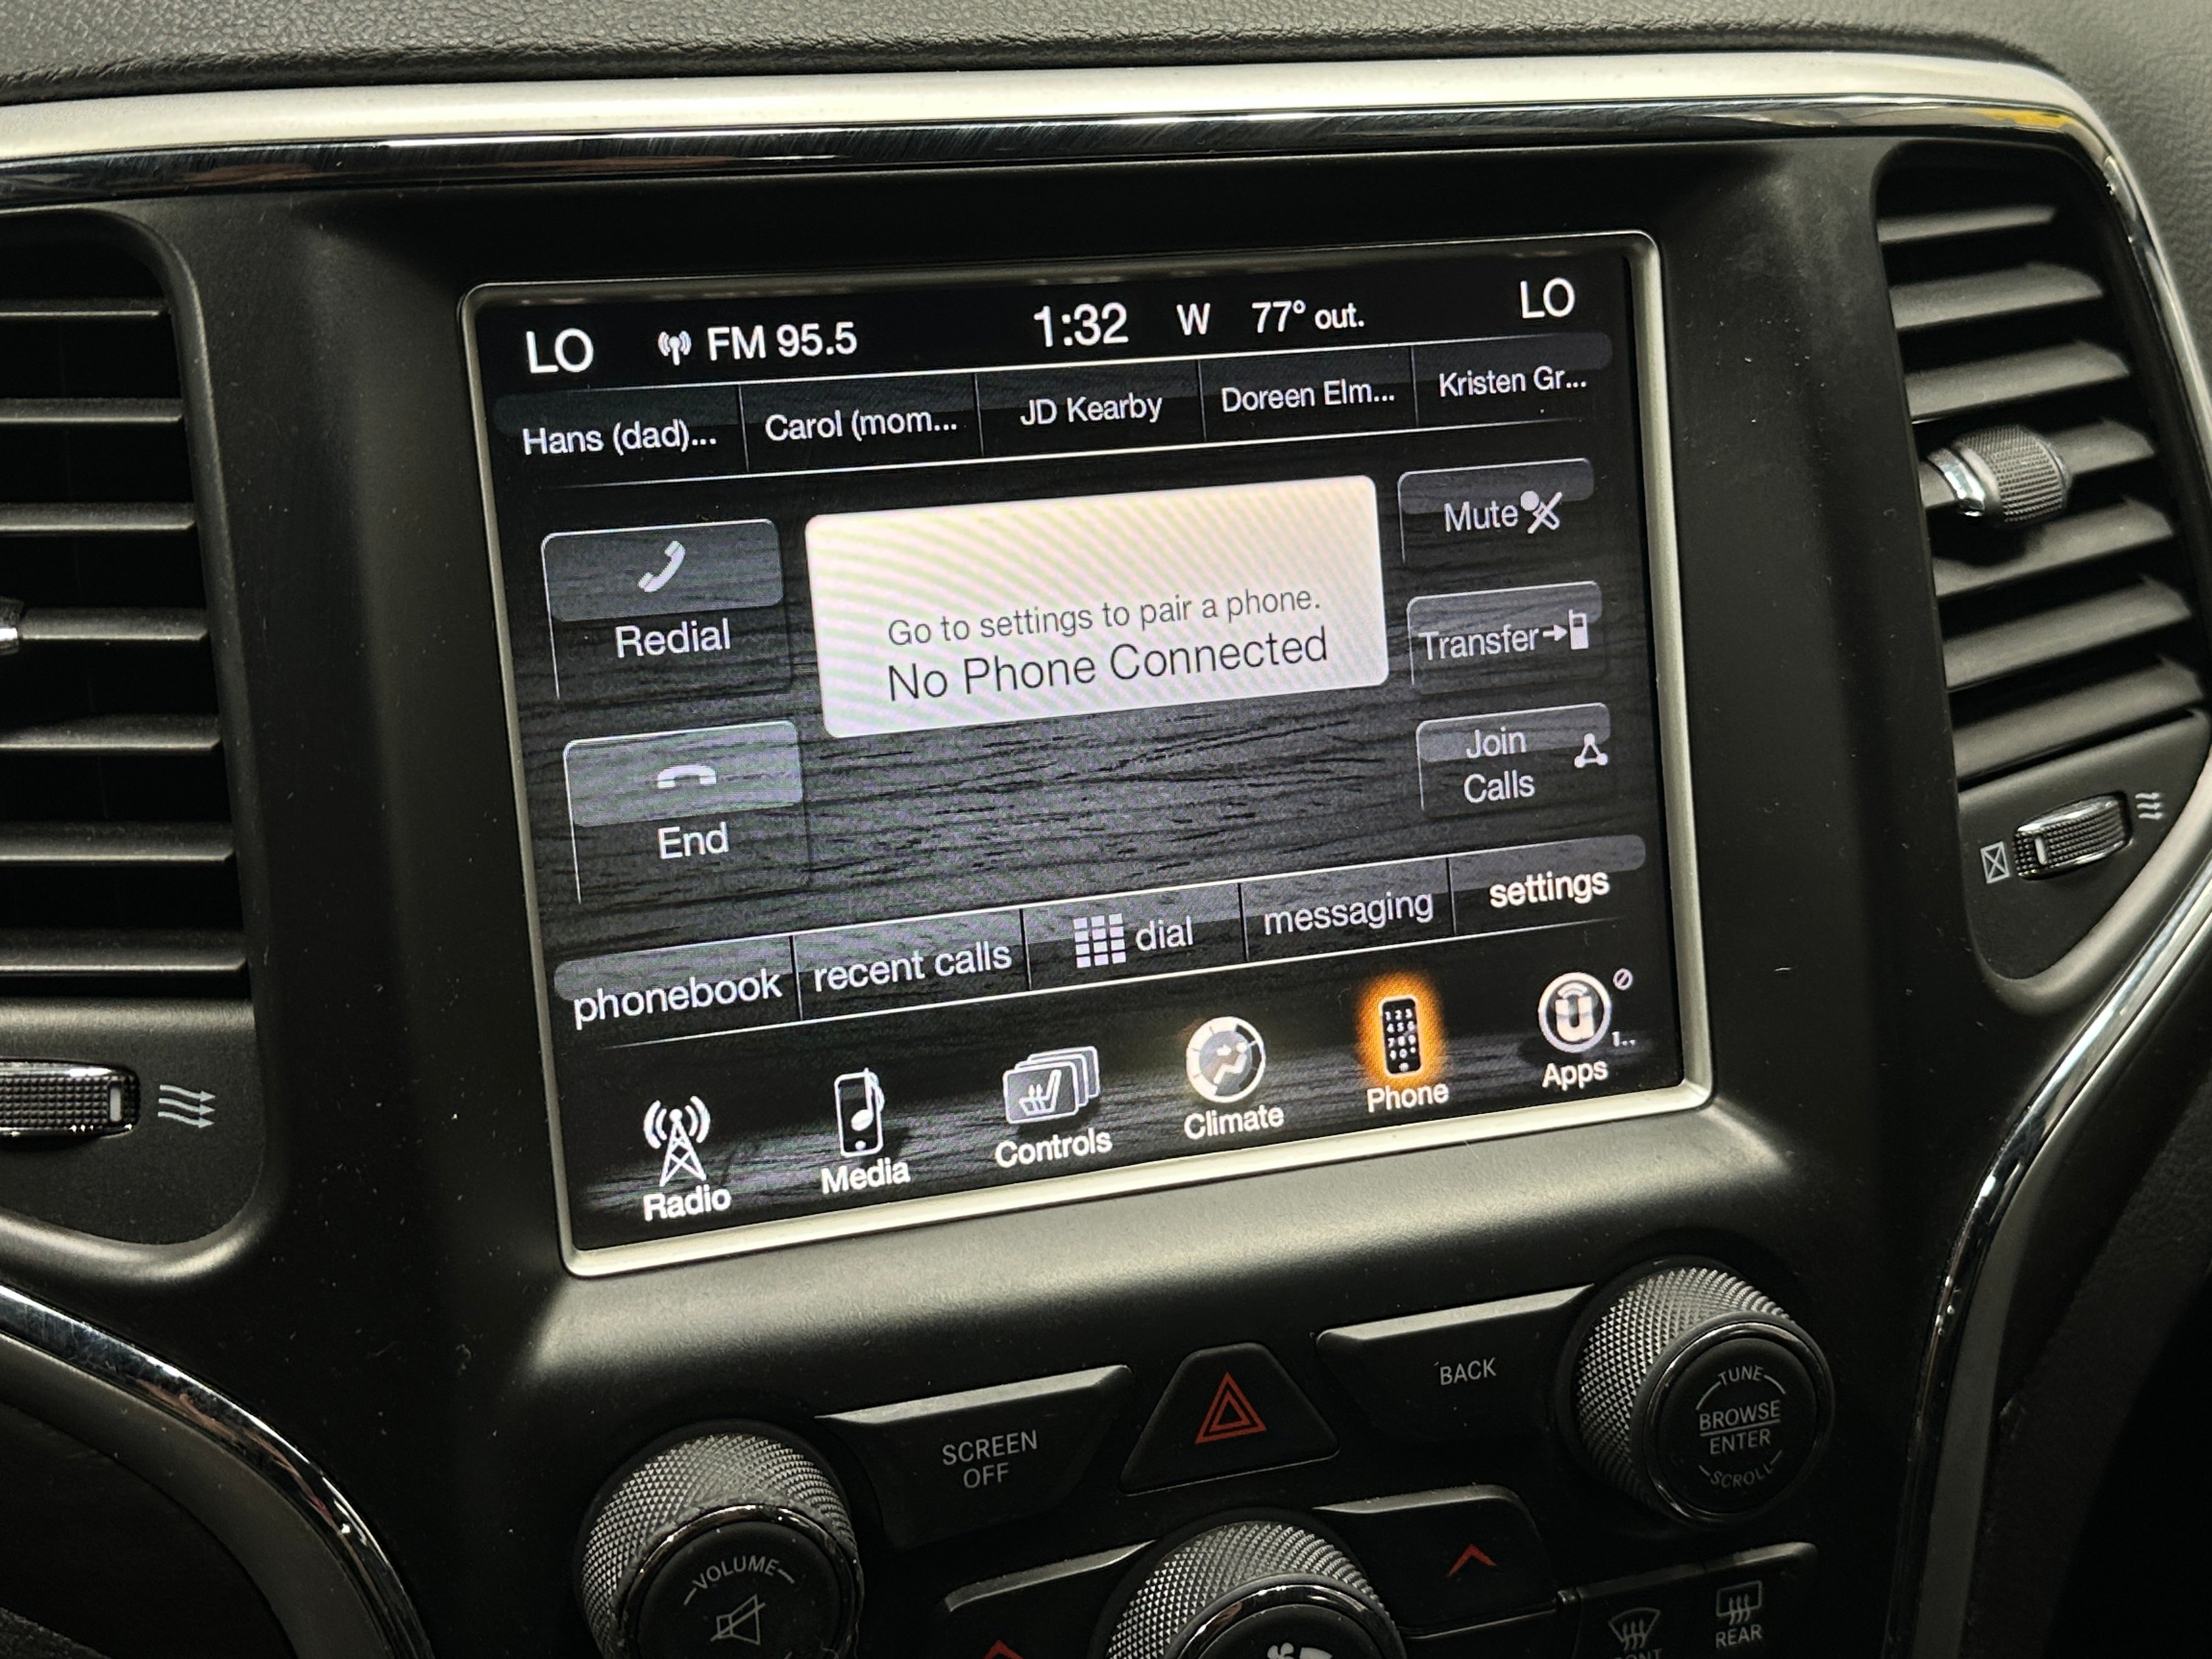 LO FM 95.5 1:32 W 77° out. LO
Hans (dad)... Carol (mom... JD Kearby Doreen Elm... Kristen Gr...
Redial
Go to settings to pair a phone.
No Phone Connected
Mute
Transfer
Join
Calls
End
phonebook recent calls dial messaging settings
Radio Media Controls Climate Phone Apps
SCREEN
OFF
BACK
TUNE
BROWSE
ENTER
SCROLL
VOLUME
REAR